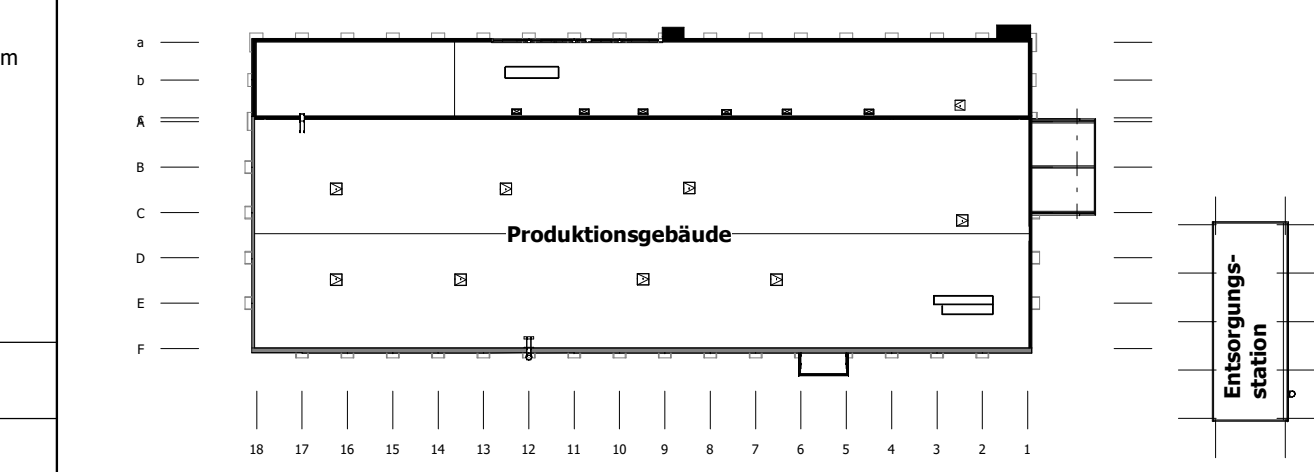 m
a
b
c
A
B
C
D
E
F
Produktionsgebäude
Entsorgungs-
station
18 17 16 15 14 13 12 11 10 9 8 7 6 5 4 3 2 1